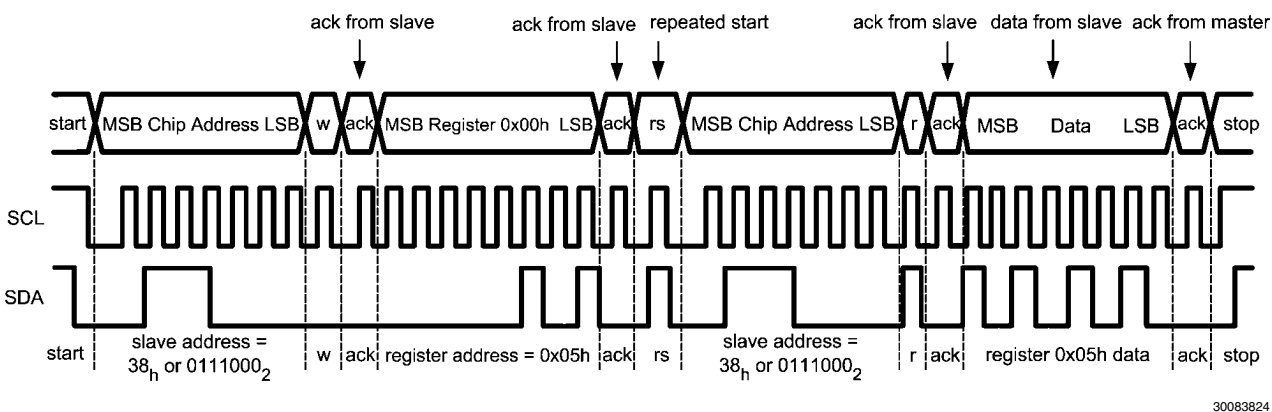 ack from slave ack from slave repeated start ack from slave data from slave ack from master
start MSB Chip Address LSB w ack MSB Register 0x00h LSB ack rs MSB Chip Address LSB r ack MSB Data LSB ack stop
SCL
SDA
start slave address = w ack register address = 0x05h ack rs slave address = r ack register 0x05h data ack stop
38h or 01110002 38h or 01110002
30083824